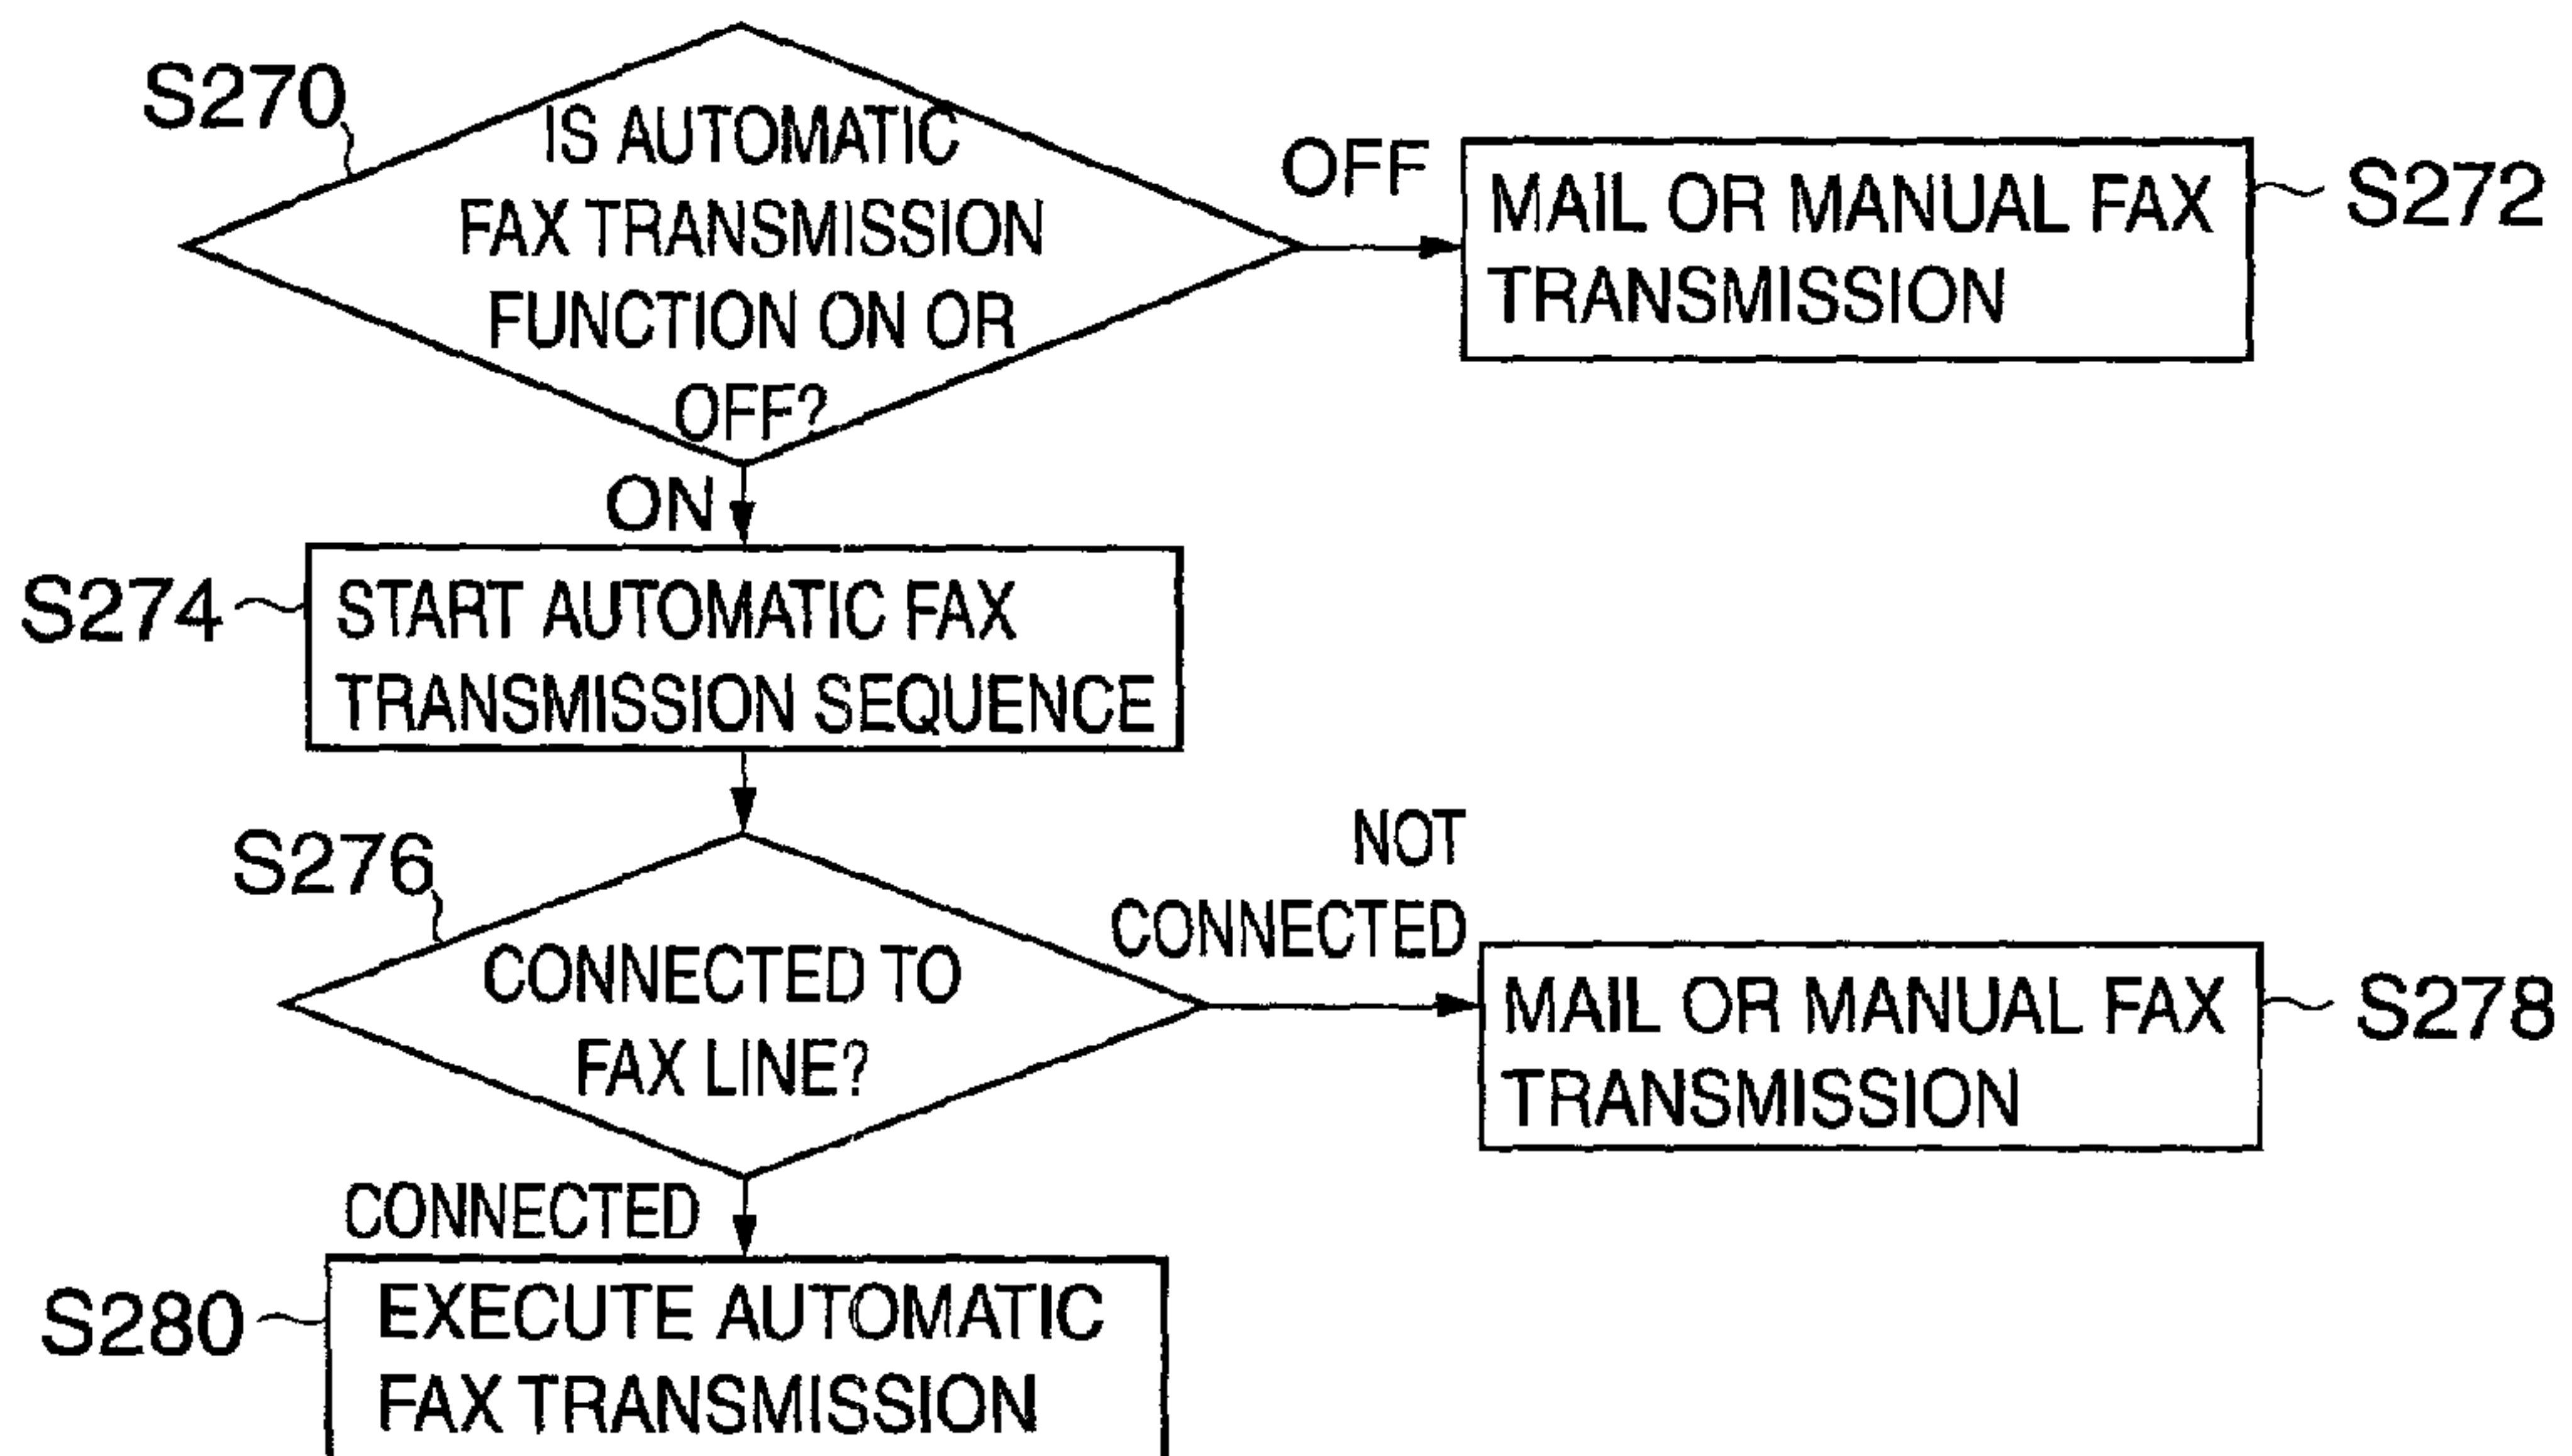 S270
IS AUTOMATIC
FAX TRANSMISSION
FUNCTION ON OR
OFF?
OFF
MAIL OR MANUAL FAX
TRANSMISSION
S272
ON
S274
START AUTOMATIC FAX
TRANSMISSION SEQUENCE
S276
CONNECTED TO
FAX LINE?
NOT
CONNECTED
MAIL OR MANUAL FAX
TRANSMISSION
S278
CONNECTED
S280
EXECUTE AUTOMATIC
FAX TRANSMISSION